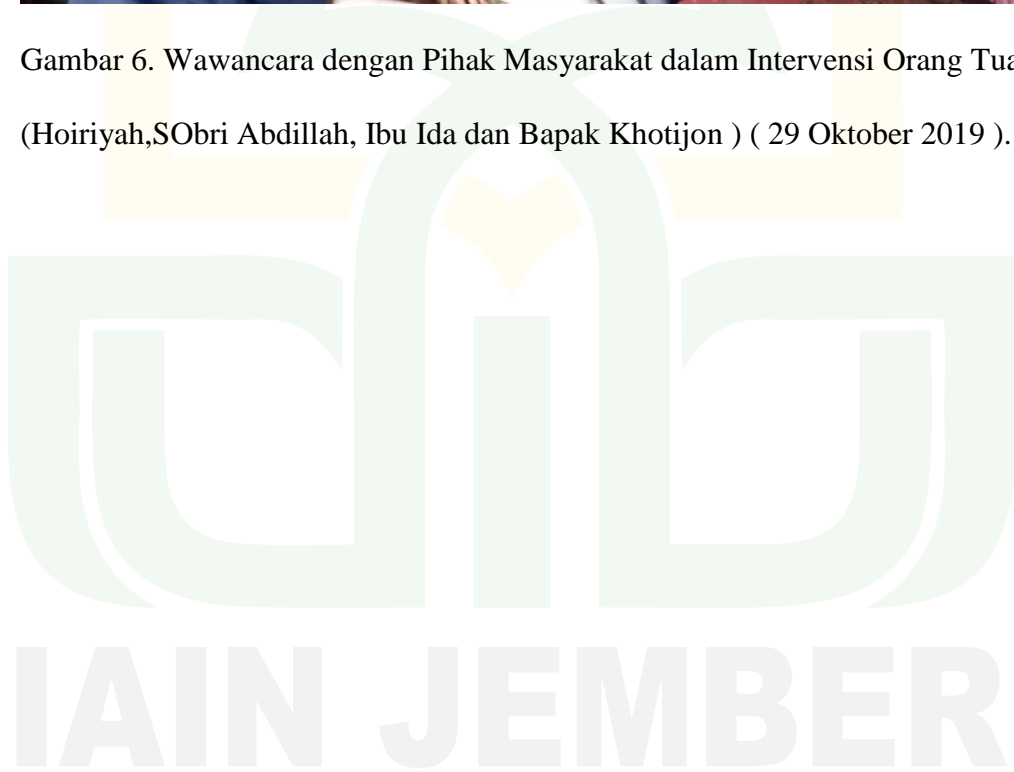 Gambar 6. Wawancara dengan Pihak Masyarakat dalam Intervensi Orang Tua
(Hoiriyah,SObri Abdillah, Ibu Ida dan Bapak Khotijon ) ( 29 Oktober 2019 ).
IAIN JEMBER